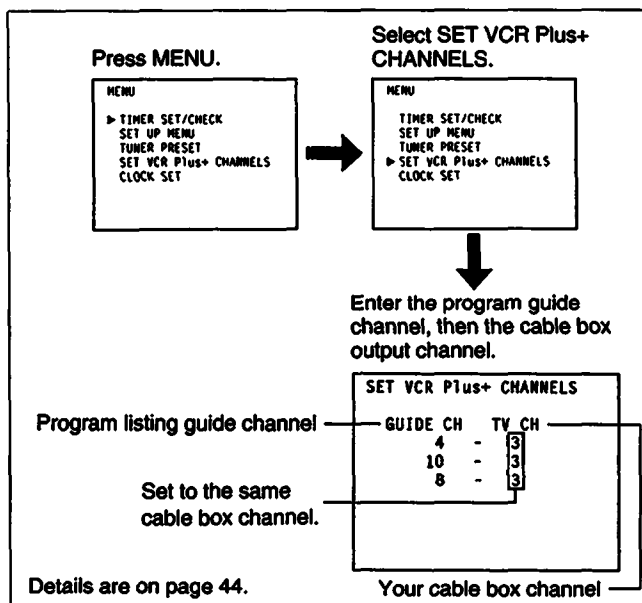 Press MENU.
MENU
▶ TIMER SET/CHECK
SET UP MENU
TUNER PRESET
SET VCR Plus+ CHANNELS
CLOCK SET
Select SET VCR Plus+
CHANNELS.
MENU
TIMER SET/CHECK
SET UP MENU
TUNER PRESET
▶ SET VCR Plus+ CHANNELS
CLOCK SET
Enter the program guide
channel, then the cable box
output channel.
SET VCR Plus+ CHANNELS
Program listing guide channel
GUIDE CH TV CH
4 - 3
10 - 3
8 - 3
Set to the same
cable box channel.
Your cable box channel
Details are on page 44.